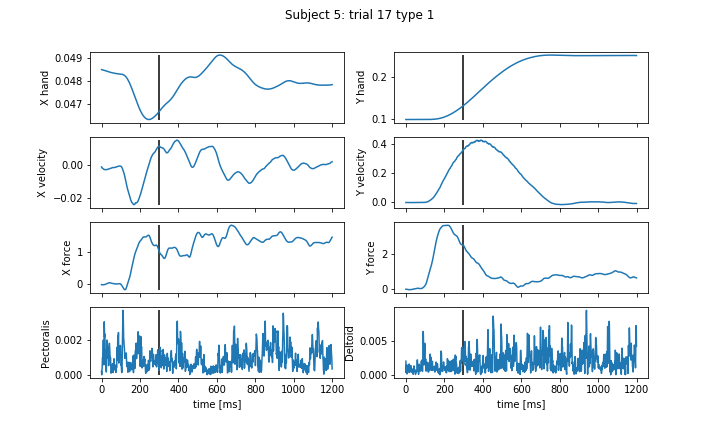 Subject 5: trial 17 type 1
X hand
0.049
0.048
0.047
Y hand
0.2
0.1
X velocity
0.00
−0.02
Y velocity
0.4
0.2
0.0
X force
1
0
Y force
2
0
Pectoralis
0.002
0.000
0 200 400 600 800 1000 1200
time [ms]
Deltoid
0.005
0.000
0 200 400 600 800 1000 1200
time [ms]